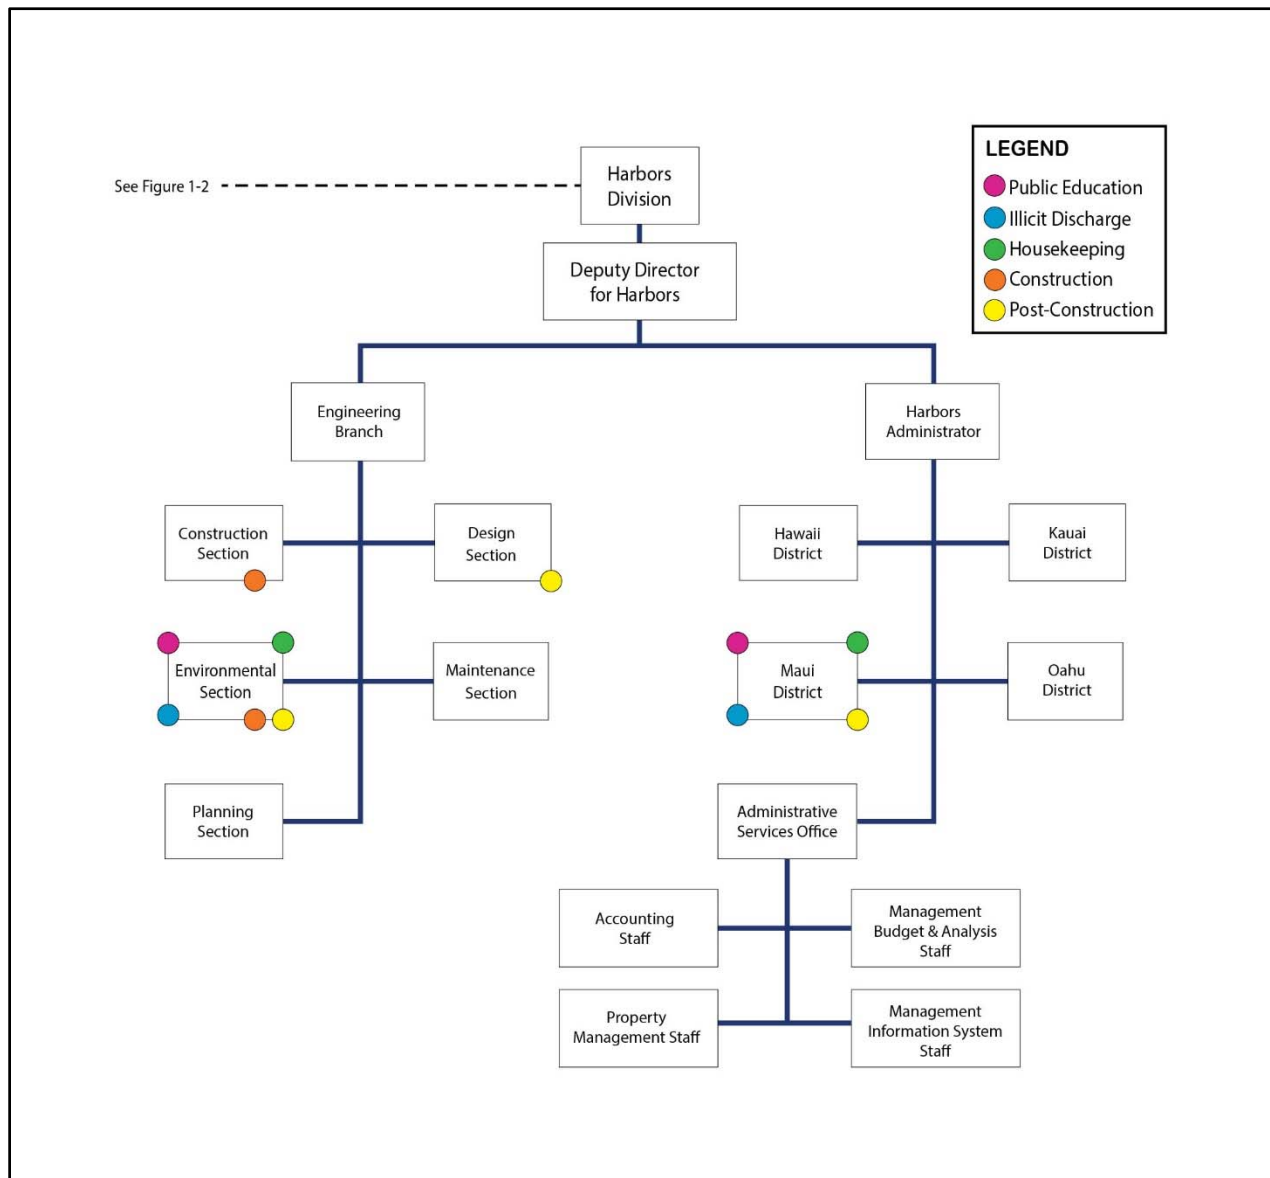 See Figure 1-2
Harbors
Division
LEGEND
Public Education
Illicit Discharge
Housekeeping
Construction
Post-Construction
Deputy Director
for Harbors
Engineering
Branch
Harbors
Administrator
Construction
Section
Design
Section
Hawaii
District
Kauai
District
Environmental
Section
Maintenance
Section
Maui
District
Oahu
District
Planning
Section
Administrative
Services Office
Accounting
Staff
Management
Budget & Analysis
Staff
Property
Management Staff
Management
Information System
Staff